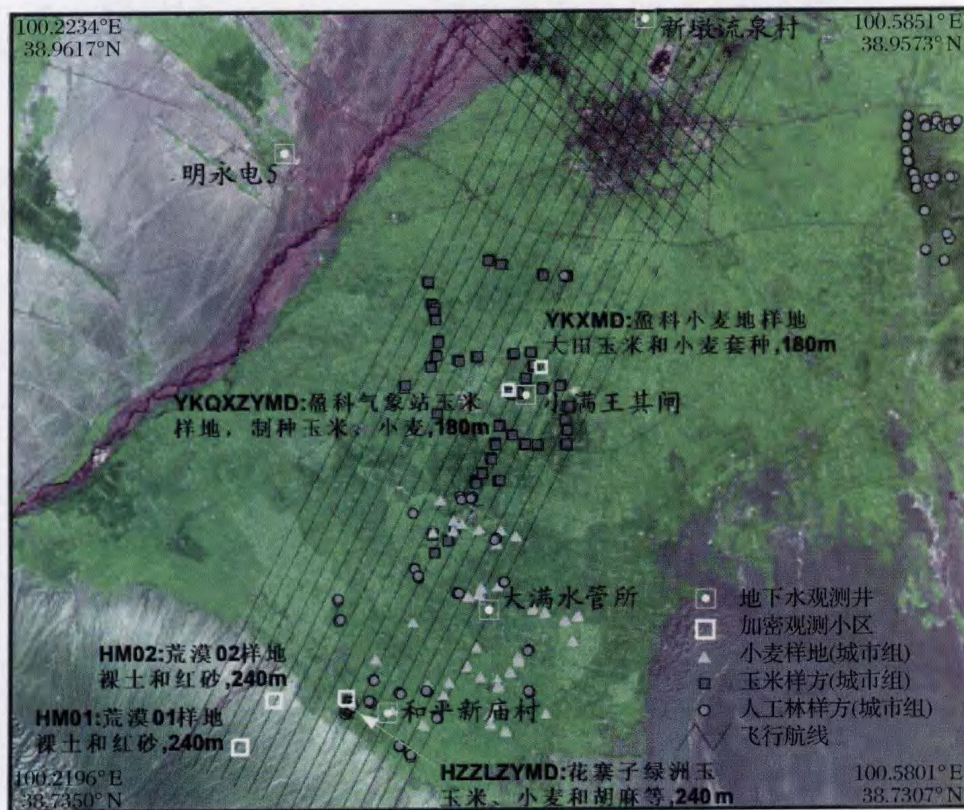 100.2234°E
38.9617°N
新墩流泉村
100.5851°E
38.9573°N
明永电5
YKXMD:盈科小麦地样地
大田玉米和小麦套种,180m
YKQXZYMD:盈科气象站玉米
样地，制种玉米、小麦,180m
小满王其闸
大满水管所
HM02:荒漠02样地
裸土和红砂,240m
HM01:荒漠01样地
裸土和红砂,240m
和平新庙村
HZZLZYMD:花寨子绿洲玉
玉米、小麦和胡麻等,240m
地下水观测井
加密观测小区
小麦样地(城市组)
玉米样方(城市组)
人工林样方(城市组)
飞行航线
100.2196°E
38.7350°N
100.5801°E
38.7307°N